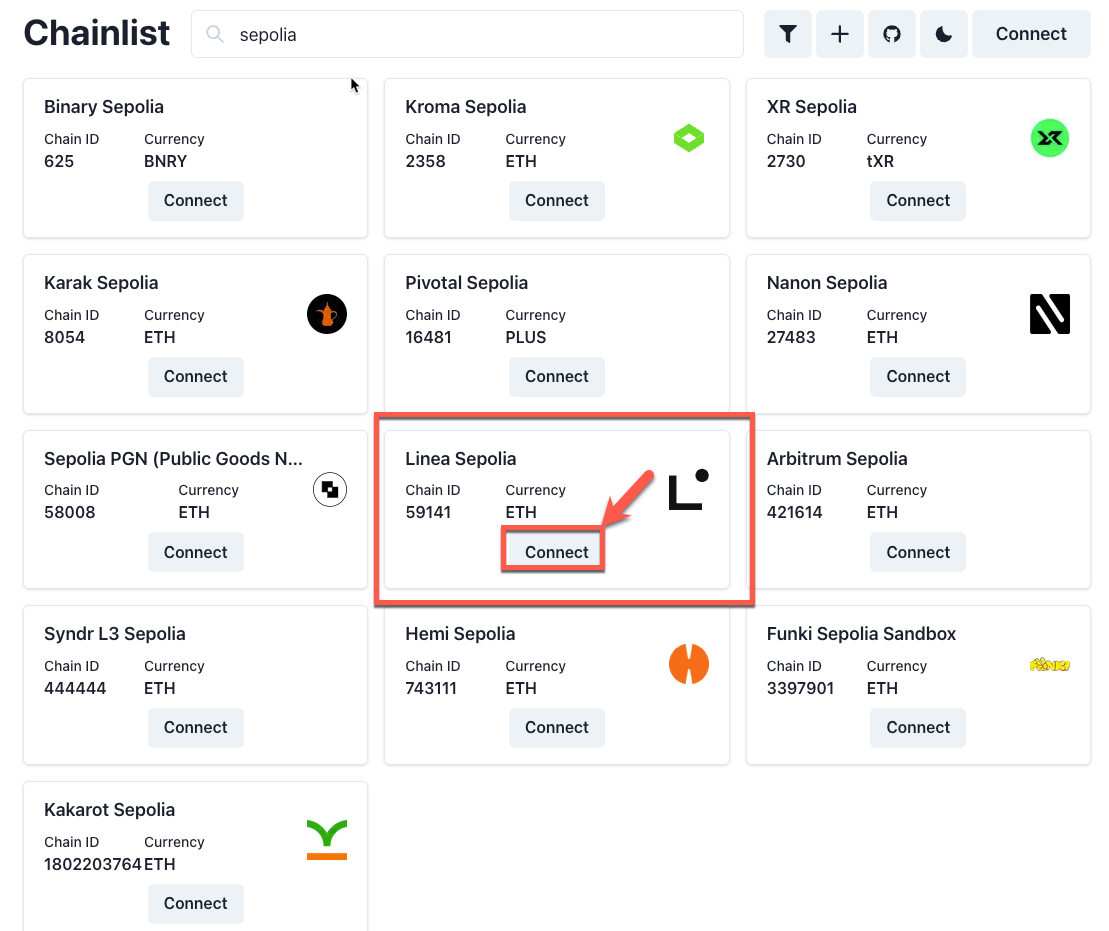 Chainlist
sepolia
Connect
Binary Sepolia
Chain ID Currency
625 BNRY
Connect
Kroma Sepolia
Chain ID Currency
2358 ETH
Connect
XR Sepolia
Chain ID Currency
2730 tXR
Connect
Karak Sepolia
Chain ID Currency
8054 ETH
Connect
Pivotal Sepolia
Chain ID Currency
16481 PLUS
Connect
Nanon Sepolia
Chain ID Currency
27483 ETH
Connect
Sepolia PGN (Public Goods N...
Chain ID Currency
58008 ETH
Connect
Linea Sepolia
Chain ID Currency
59141 ETH
Connect
Arbitrum Sepolia
Chain ID Currency
421614 ETH
Connect
Syndr L3 Sepolia
Chain ID Currency
444444 ETH
Connect
Hemi Sepolia
Chain ID Currency
743111 ETH
Connect
Funki Sepolia Sandbox
Chain ID Currency
3397901 ETH
FUNKI
Connect
Kakarot Sepolia
Chain ID Currency
1802203764 ETH
Connect